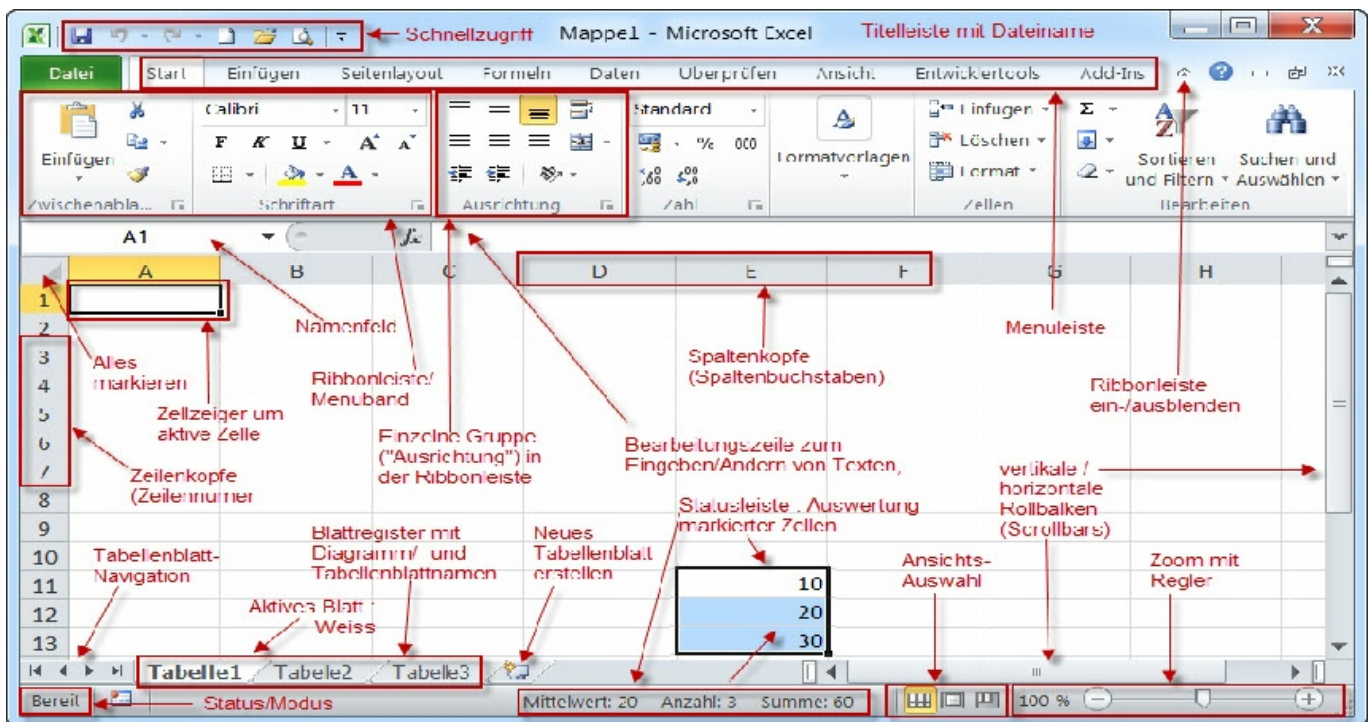 Schnellzugriff Mappe1 - Microsoft Excel Titelleiste mit Dateiname
Datei Start Einfügen Seitenlayout Formeln Daten Überprüfen Ansicht Entwicklertools Add-Ins
Calibri 11 Standard Einfügen Σ
F K U A A % 000 Löschen
Einfügen Formatvorlagen Format Sortieren und Filtern Suchen und Auswählen
Zwischenabla... Schriftart Ausrichtung Zahl Zellen Bearbeiten
A1 fx
A B C D E F G H
1
2
Namenfeld
Menuleiste
3
Alles
markieren
Spaltenkopfe
(Spaltenbuchstaben)
4
Ribbonleiste/
Menuband
Ribbonleiste
ein-/ausblenden
5
Zellzeiger um
aktive Zelle
6
Einzelne Gruppe
("Ausrichtung") in
der Ribbonleiste
Bearbeitungszeile zum
Eingeben/Andern von Texten,
7
Zeilenkopfe
(Zeilennumer
vertikale /
horizontale
Rollbalken
(Scrollbars)
8
Statusleiste : Auswertung
markierter Zellen
9
Blattregister mit
Diagramm/- und
Tabellenblattnamen
Neues
Tabellenblatt
erstellen
10
Tabellenblatt-
Navigation
Ansichts-
Auswahl
Zoom mit
Regler
11 10
12 20
Aktives Blatt :
Weiss
13 30
Tabelle1 Tabele2 Tabelle3
Bereit Status/Modus Mittelwert: 20 Anzahl: 3 Summe: 60 100 %